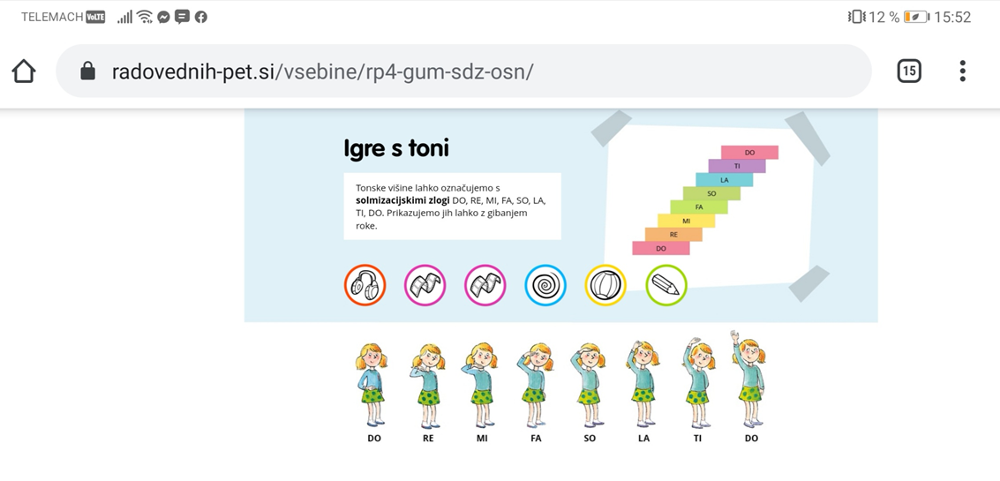 TELEMACH VoLTE 12 % 15:52
radovednih-pet.si/vsebine/rp4-gum-sdz-osn/ 15
Igre s toni
Tonske višine lahko označujemo s
solmizacijskimi zlogi DO, RE, MI, FA, SO, LA,
TI, DO. Prikazujemo jih lahko z gibanjem
roke.
DO
TI
LA
SO
FA
MI
RE
DO
DO RE MI FA SO LA TI DO